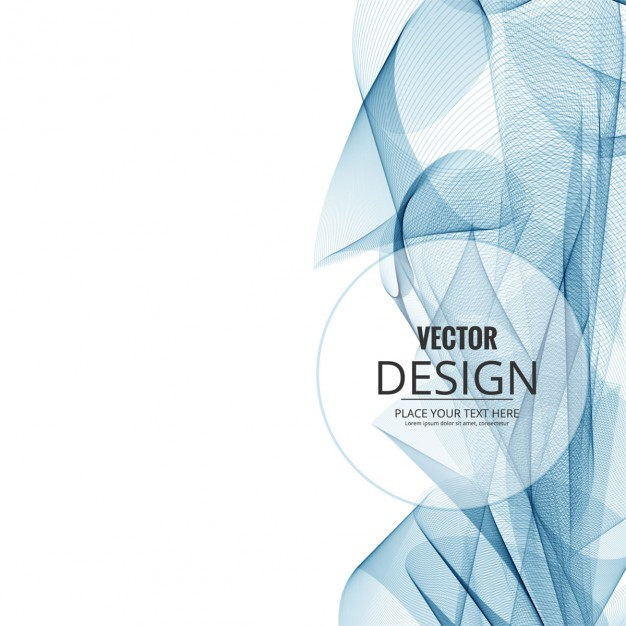 VECTOR
DESIGN
PLACE YOUR TEXT HERE
Lorem ipsum dolor sit amet, consectetur